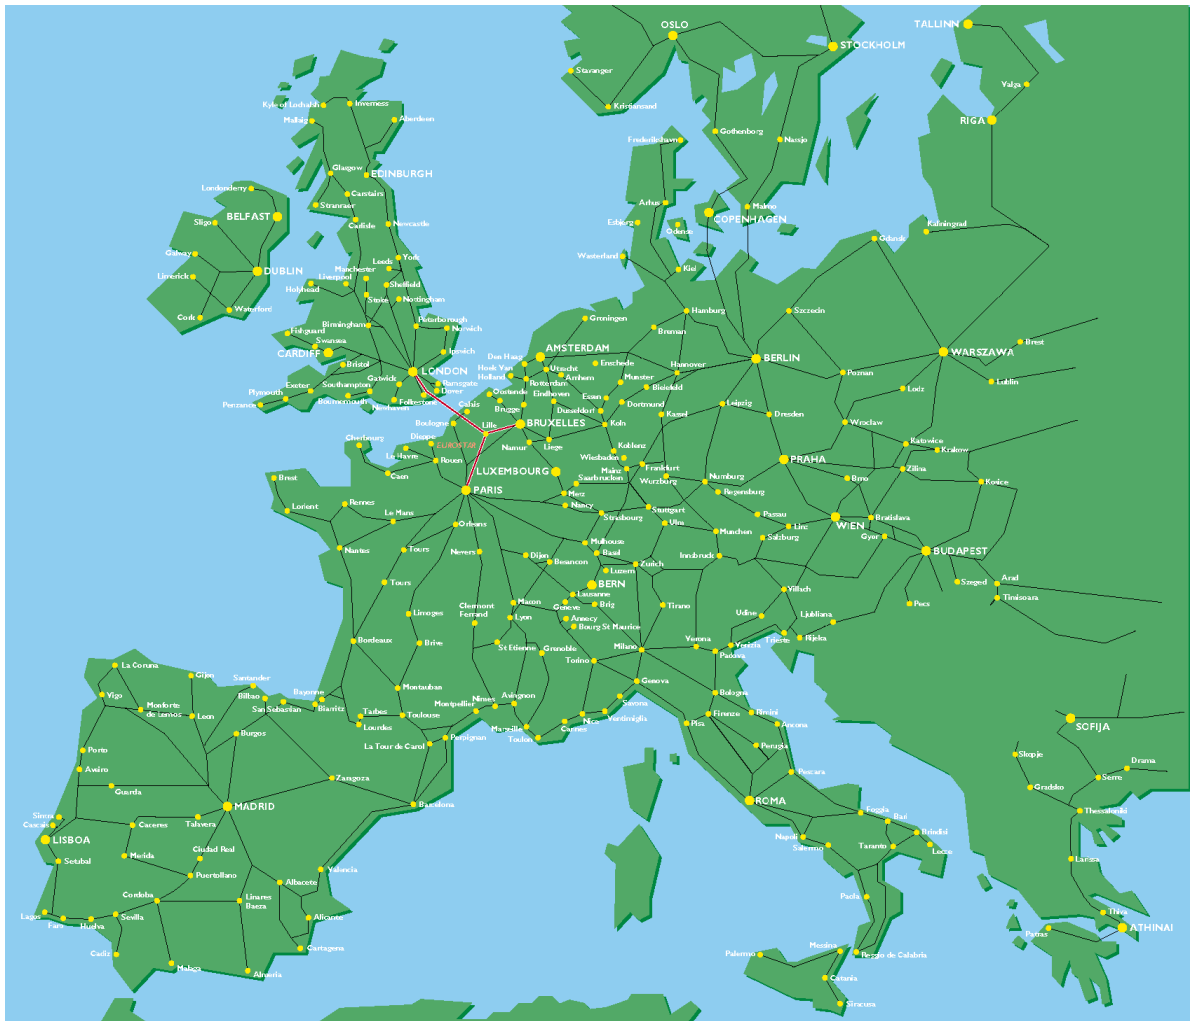 OSLO
TALLINN
STOCKHOLM
Staranger
Valga
Kristiansand
Kyle of Lochalsh
Inverness
Mallaig
Aberdeen
RIGA
Gothenborg
Nassjo
Frederikshavn
Glasgow
EDINBURGH
Londonderry
Carstairs
Stranraer
Arhus
Malmo
BELFAST
COPENHAGEN
Sligo
Carlisle
Newcastle
Esbjerg
Odense
Kaliningrad
Gdansk
Galway
York
Leeds
Westerland
Kiel
DUBLIN
Manchester
Limerick
Liverpool
Holyhead
Sheffield
Stoke
Nottingham
Waterford
Cork
Hamburg
Szczecin
Groningen
Birmingham
Peterborough
Norwich
Breman
Fishguard
Swansea
Brest
CARDIFF
Ipswich
AMSTERDAM
Den Haag
WARSZAWA
BERLIN
Bristol
LONDON
Hoek Van
Holland
Utrecht
Enschede
Hannover
Poznan
Arnhem
Munster
Lublin
Exeter
Southampton
Gatwick
Ramsgate
Dover
Rotterdam
Bielefeld
Lodz
Plymouth
Bournemouth
Folkestone
Newhaven
Oostende
Eindhoven
Essen
Dortmund
Penzance
Brugge
Dusseldorf
Leipzig
Calais
Kassel
Dresden
Boulogne
Lille
BRUXELLES
Koln
Wroclaw
Cherbourg
Dieppe
EUROSTAR
Namur
Liege
Koblenz
Katowice
Krakow
Le Havre
Rouen
Wiesbaden
PRAHA
Caen
LUXEMBOURG
Mainz
Frankfurt
Zilina
Saarbrucken
Wurzburg
Nurnburg
Brno
Kosice
Brest
PARIS
Metz
Regensburg
Lorient
Rennes
Nancy
Stuttgart
Le Mans
Strasbourg
Passau
Orleans
Ulm
Linz
WIEN
Bratislava
Munchen
Salzburg
Gyor
Nantes
Tours
Nevers
Mulhouse
Dijon
Basel
Innsbruck
BUDAPEST
Besancon
Luzern
Zurich
Tours
BERN
Szeged
Arad
Villach
Lausanne
Timisoara
Clermont
Ferrand
Macon
Geneve
Brig
Tirano
Pecs
Limoges
Lyon
Annecy
Udine
Ljubliana
Bourg St Maurice
Bordeaux
Brive
St Etienne
Grenoble
Milano
Verona
Venizia
Trieste
Rijeka
Padova
Torino
La Coruna
Gijon
Santander
Genova
Vigo
Bilbao
Bayonne
Montauban
Nimes
Avingnon
Bologna
Monforte
de Lemos
Leon
San Sebastian
Biarritz
Tarbes
Montpellier
Savona
Firenze
Rimini
Lourdes
Toulouse
Nice
Ventimiglia
Pisa
Ancona
SOFIJA
Burgos
Marseille
Cannes
Toulon
Porto
La Tour de Carol
Perpignan
Perugia
Skopje
Aveiro
Zaragoza
Pescara
Drama
Serre
Guarda
Gradsko
MADRID
Barcelona
ROMA
Sintra
Cascais
Talavera
Foggia
Bari
Thessaloniki
Caceres
LISBOA
Napoli
Brindisi
Salermo
Taranto
Lecce
Setubal
Merida
Ciudad Real
Larissa
Puertollano
Valencia
Albacete
Cordoba
Linares
Baeza
Paola
Lagos
Faro
Huelva
Sevilla
Alicante
Thiva
ATHINAI
Patras
Cadiz
Cartagena
Messina
Palermo
Reggio de Calabria
Malaga
Almeria
Catania
Siracusa